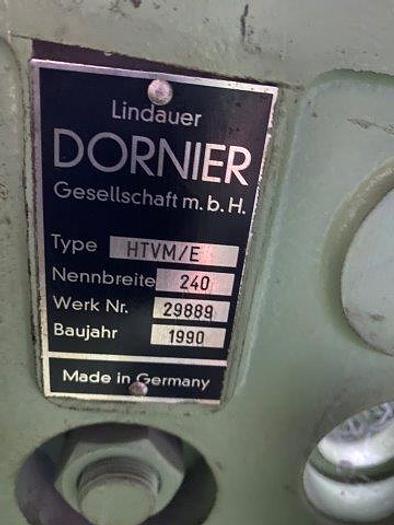 Lindauer
DORNIER
Gesellschaft m.b.H.
Type HTVM/E
Nennbreite 240
Werk Nr. 29889
Baujahr 1990
Made in Germany